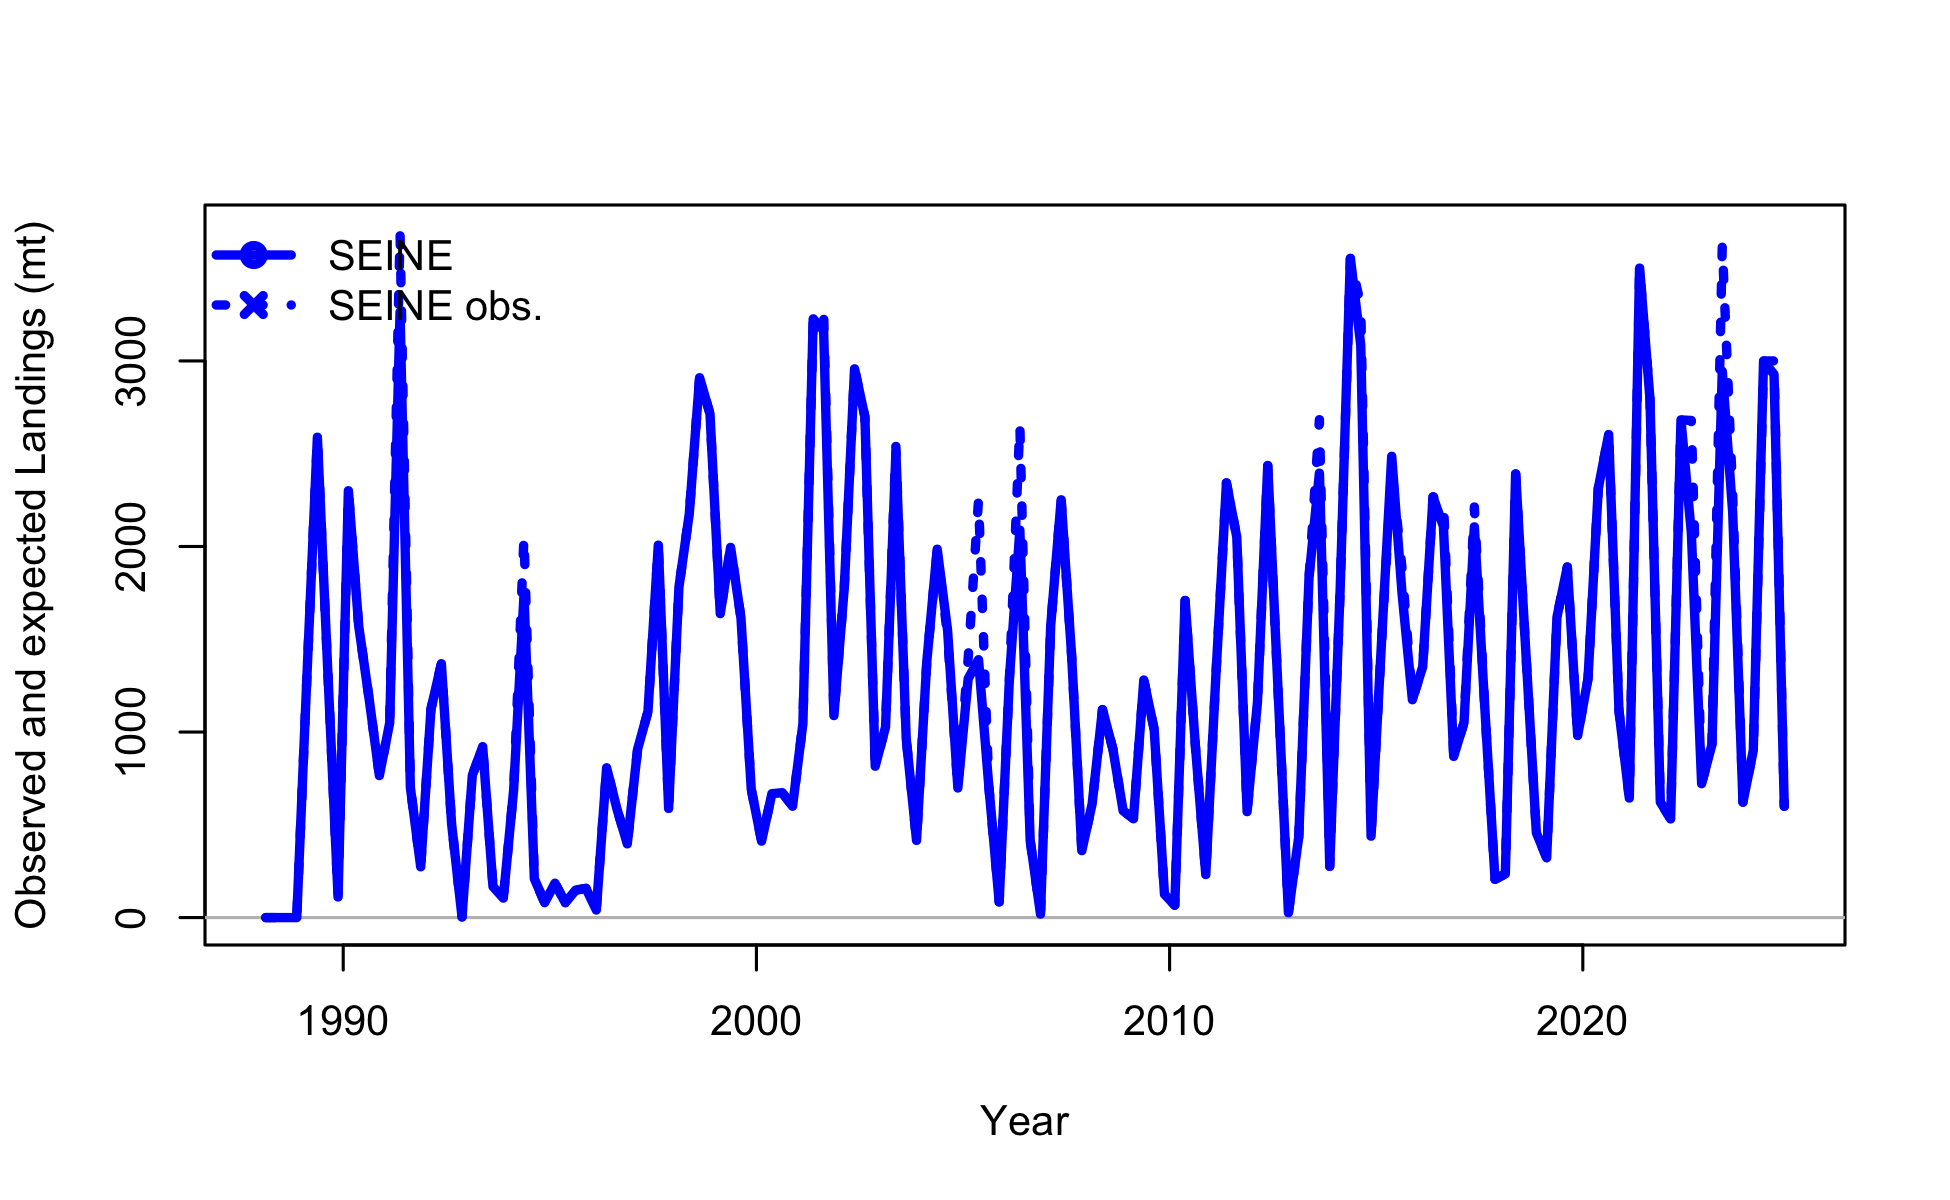 SEINE
SEINE obs.
Observed and expected Landings (mt)
3000
2000
1000
0
1990
2000
2010
2020
Year